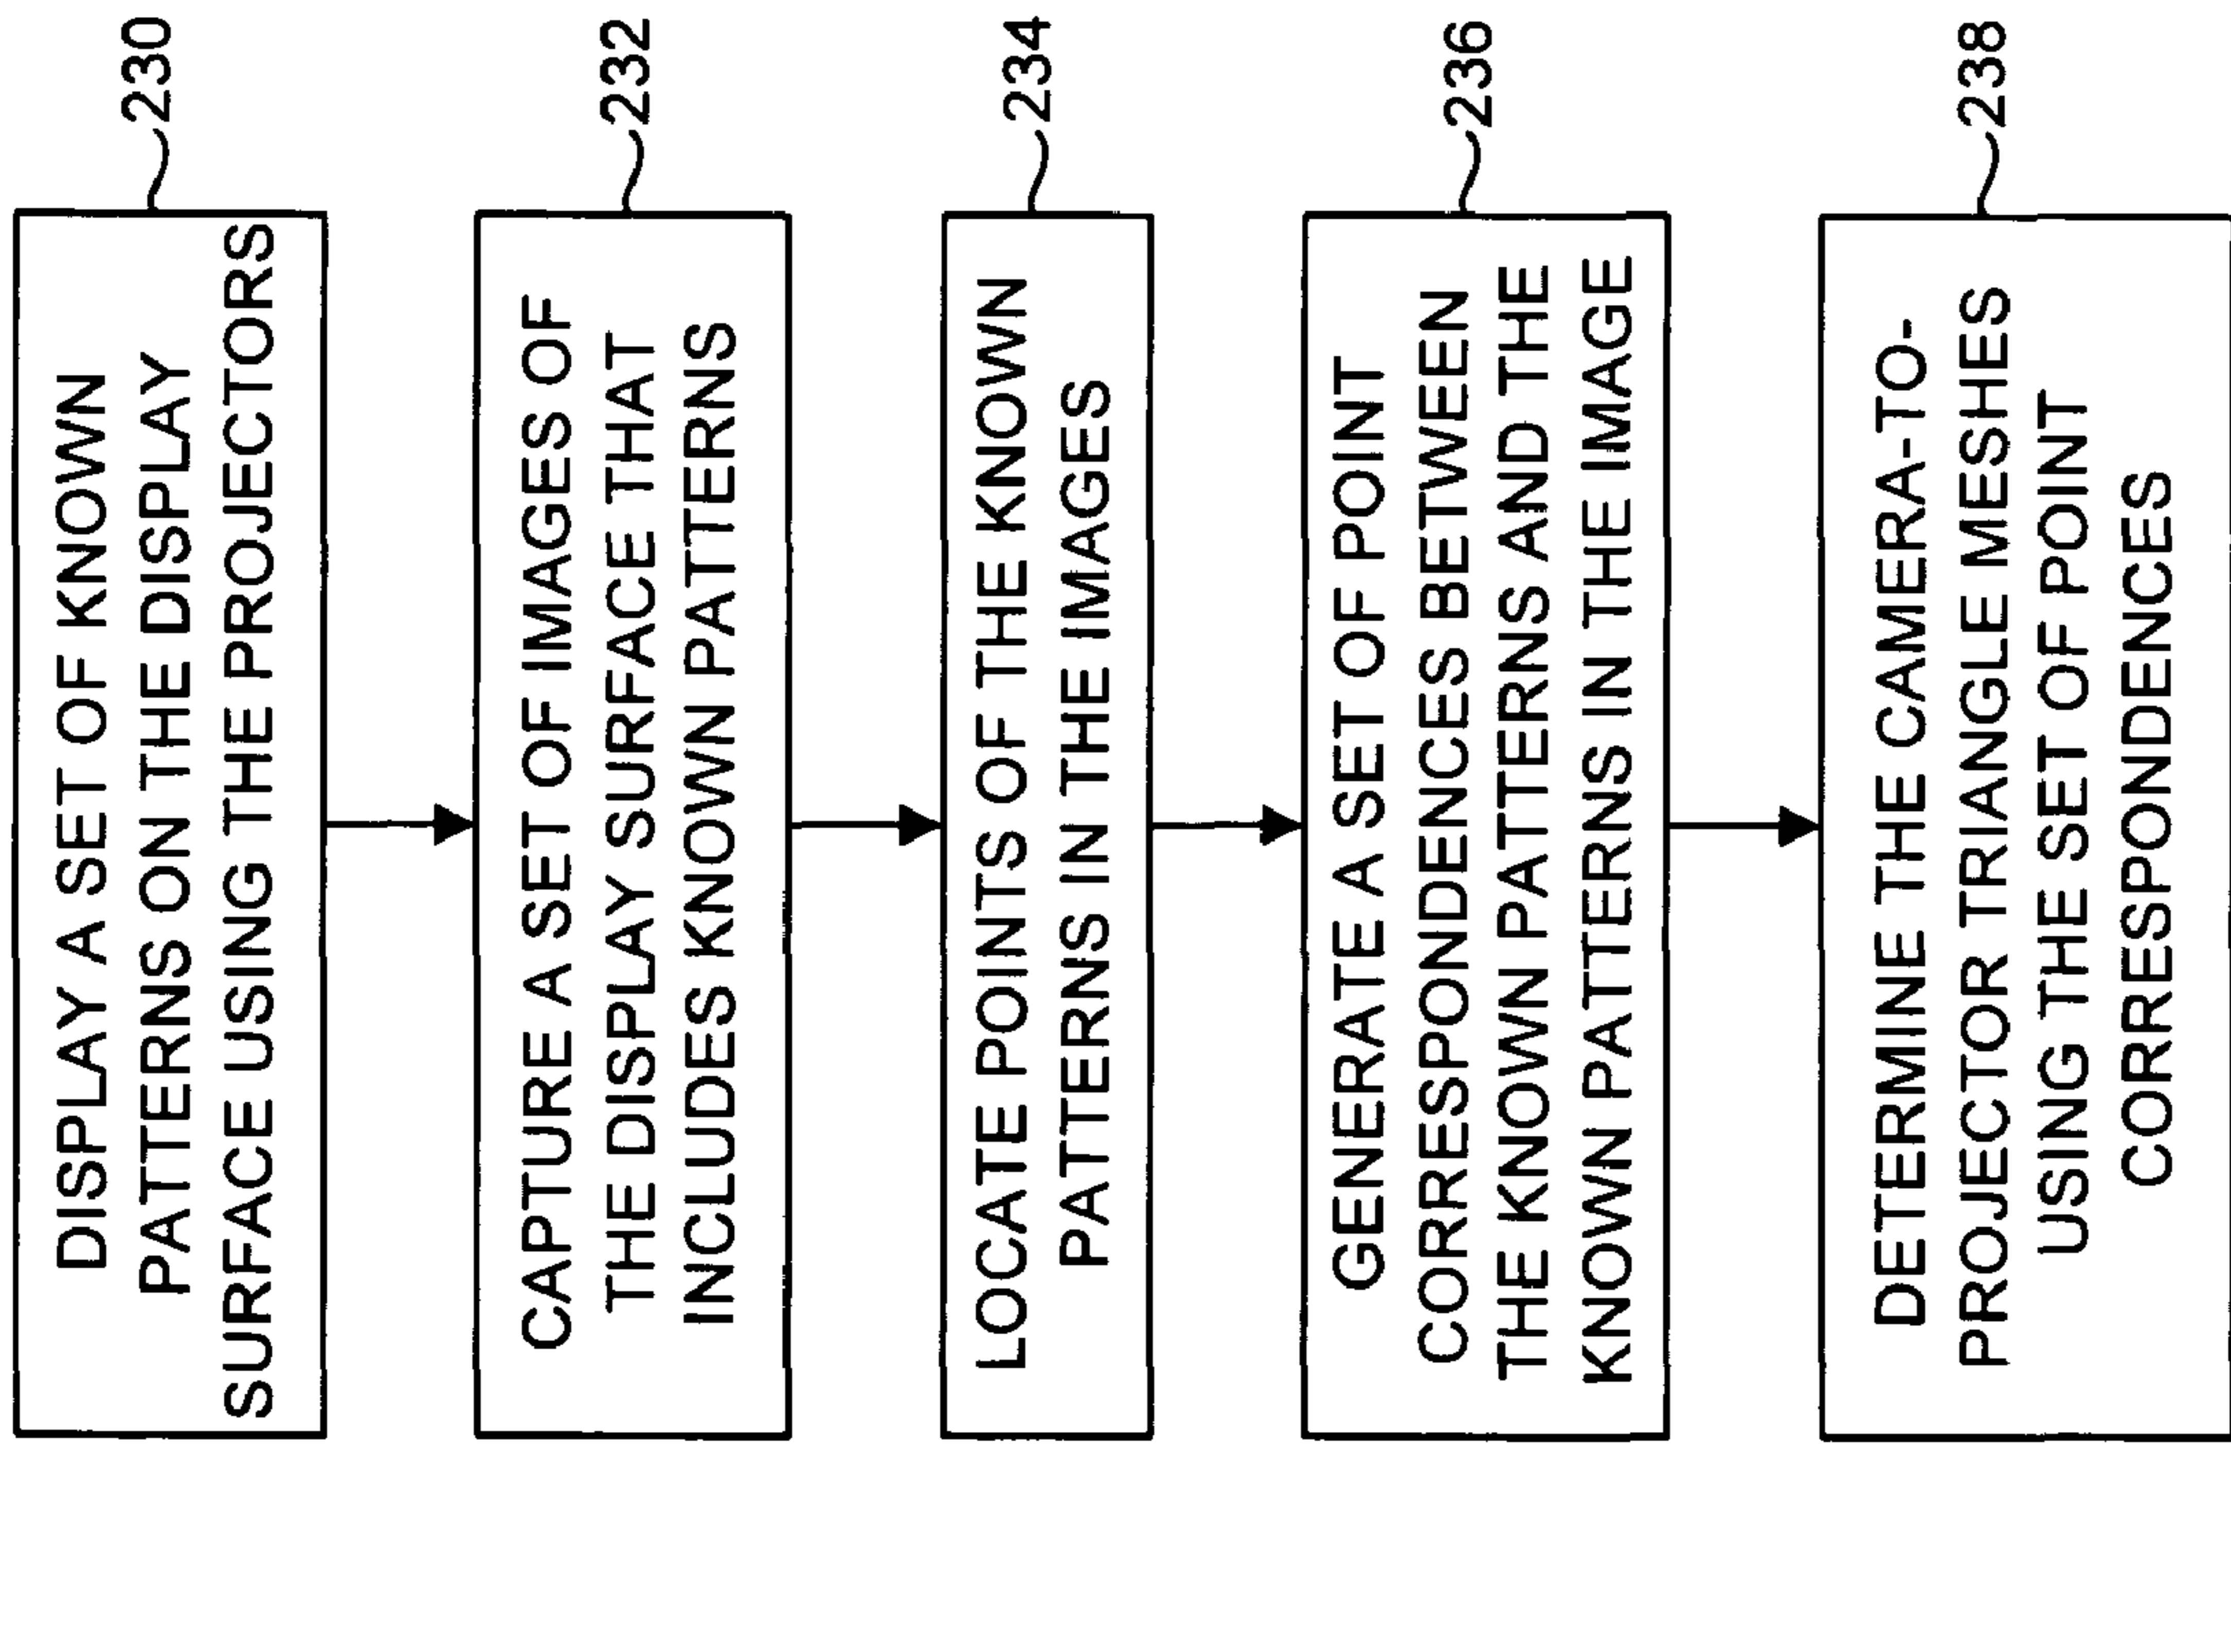 DISPLAY A SET OF KNOWN
PATTERNS ON THE DISPLAY
SURFACE USING THE PROJECTORS
230
CAPTURE A SET OF IMAGES OF
THE DISPLAY SURFACE THAT
INCLUDES KNOWN PATTERNS
232
LOCATE POINTS OF THE KNOWN
PATTERNS IN THE IMAGES
234
GENERATE A SET OF POINT
CORRESPONDENCES BETWEEN
THE KNOWN PATTERNS AND THE
KNOWN PATTERNS IN THE IMAGE
236
DETERMINE THE CAMERA-TO-
PROJECTOR TRIANGLE MESHES
USING THE SET OF POINT
CORRESPONDENCES
238